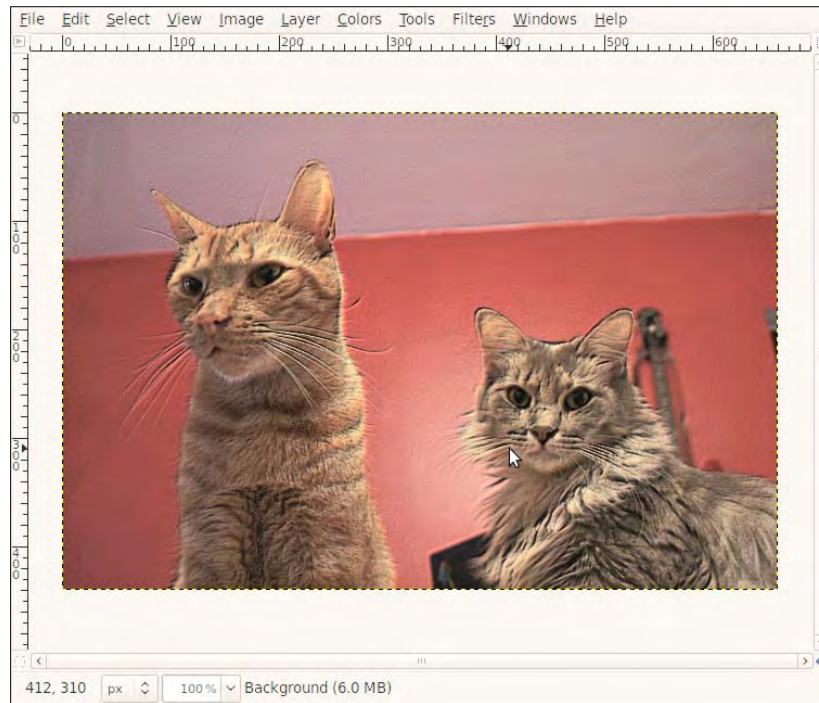 File Edit Select View Image Layer Colors Tools Filters Windows Help
0 100 200 300 400 500 600
0
100
200
300
400
412, 310 px 100 % Background (6.0 MB)